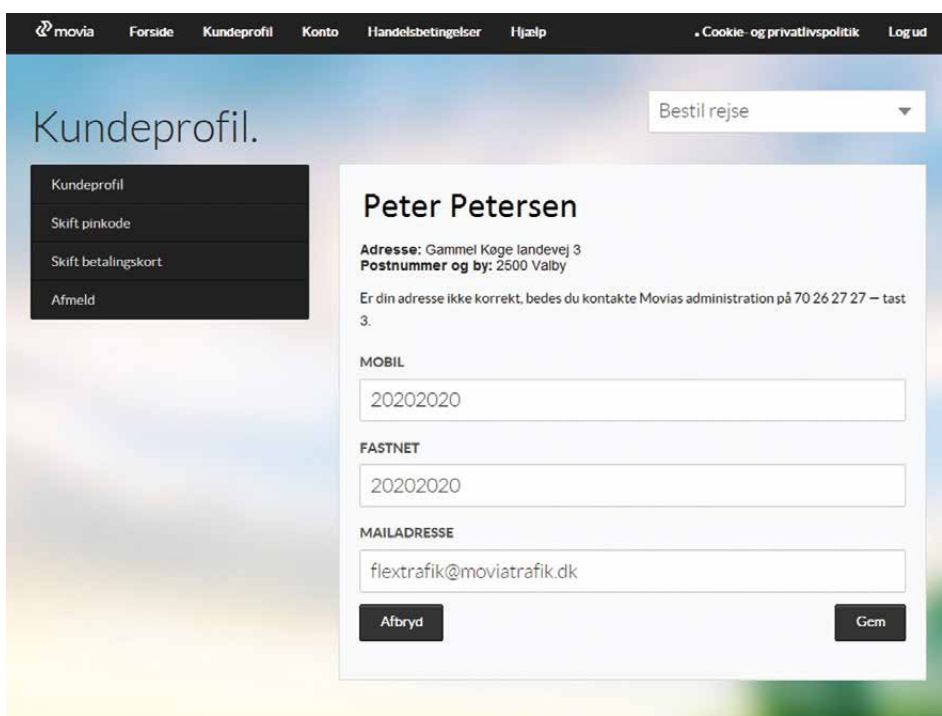 movia Forside Kundeprofil Konto Handelsbetingelser Hjælp • Cookie- og privatlivspolitik Log ud
Kundeprofil.
Bestil rejse
Kundeprofil
Skift pinkode
Skift betalingskort
Afmeld
Peter Petersen
Adresse: Gammel Køge landevej 3
Postnummer og by: 2500 Valby
Er din adresse ikke korrekt, bedes du kontakte Movias administration på 70 26 27 27 – tast
3.
MOBIL
20202020
FASTNET
20202020
MAILADRESSE
flextrafik@moviatrafik.dk
Afbryd Gem